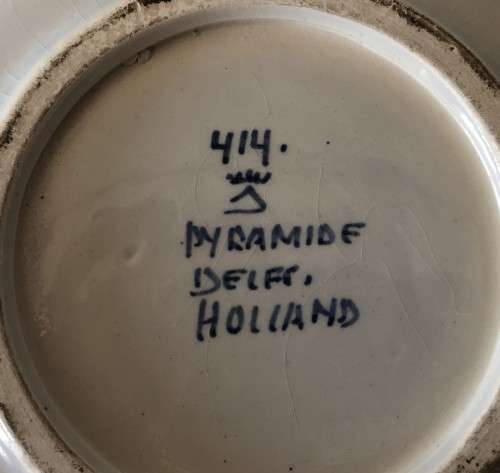 414.
PYRAMIDE
DELFT.
HOLLAND